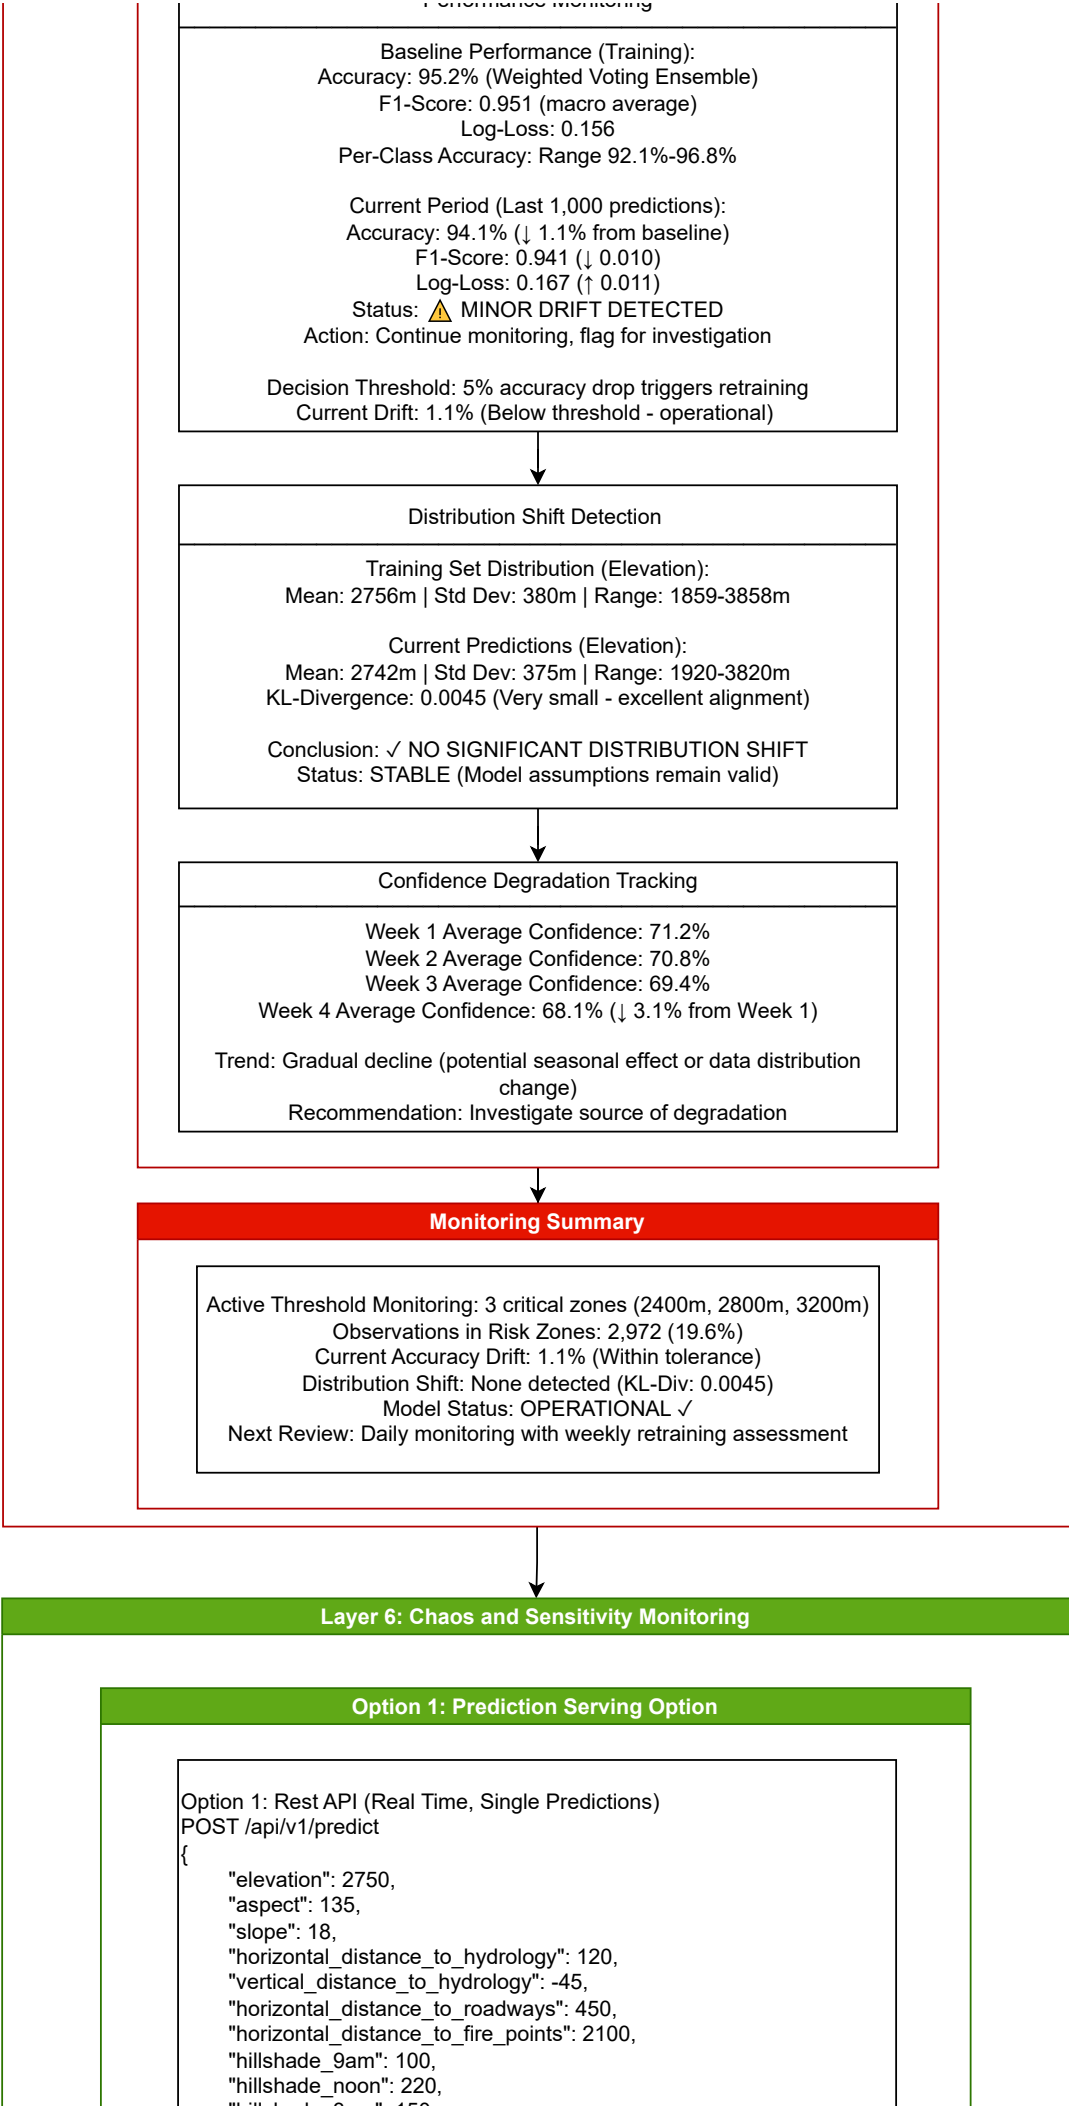 Performance Monitoring
Baseline Performance (Training):
Accuracy: 95.2% (Weighted Voting Ensemble)
F1-Score: 0.951 (macro average)
Log-Loss: 0.156
Per-Class Accuracy: Range 92.1%-96.8%
Current Period (Last 1,000 predictions):
Accuracy: 94.1% (↓ 1.1% from baseline)
F1-Score: 0.941 (↓ 0.010)
Log-Loss: 0.167 (↑ 0.011)
Status: ⚠ MINOR DRIFT DETECTED
Action: Continue monitoring, flag for investigation
Decision Threshold: 5% accuracy drop triggers retraining
Current Drift: 1.1% (Below threshold - operational)
Distribution Shift Detection
Training Set Distribution (Elevation):
Mean: 2756m | Std Dev: 380m | Range: 1859-3858m
Current Predictions (Elevation):
Mean: 2742m | Std Dev: 375m | Range: 1920-3820m
KL-Divergence: 0.0045 (Very small - excellent alignment)
Conclusion: ✓ NO SIGNIFICANT DISTRIBUTION SHIFT
Status: STABLE (Model assumptions remain valid)
Confidence Degradation Tracking
Week 1 Average Confidence: 71.2%
Week 2 Average Confidence: 70.8%
Week 3 Average Confidence: 69.4%
Week 4 Average Confidence: 68.1% (↓ 3.1% from Week 1)
Trend: Gradual decline (potential seasonal effect or data distribution
change)
Recommendation: Investigate source of degradation
Monitoring Summary
Active Threshold Monitoring: 3 critical zones (2400m, 2800m, 3200m)
Observations in Risk Zones: 2,972 (19.6%)
Current Accuracy Drift: 1.1% (Within tolerance)
Distribution Shift: None detected (KL-Div: 0.0045)
Model Status: OPERATIONAL ✓
Next Review: Daily monitoring with weekly retraining assessment
Layer 6: Chaos and Sensitivity Monitoring
Option 1: Prediction Serving Option
Option 1: Rest API (Real Time, Single Predictions)
POST /api/v1/predict
{
"elevation": 2750,
"aspect": 135,
"slope": 18,
"horizontal_distance_to_hydrology": 120,
"vertical_distance_to_hydrology": -45,
"horizontal_distance_to_roadways": 450,
"horizontal_distance_to_fire_points": 2100,
"hillshade_9am": 100,
"hillshade_noon": 220,